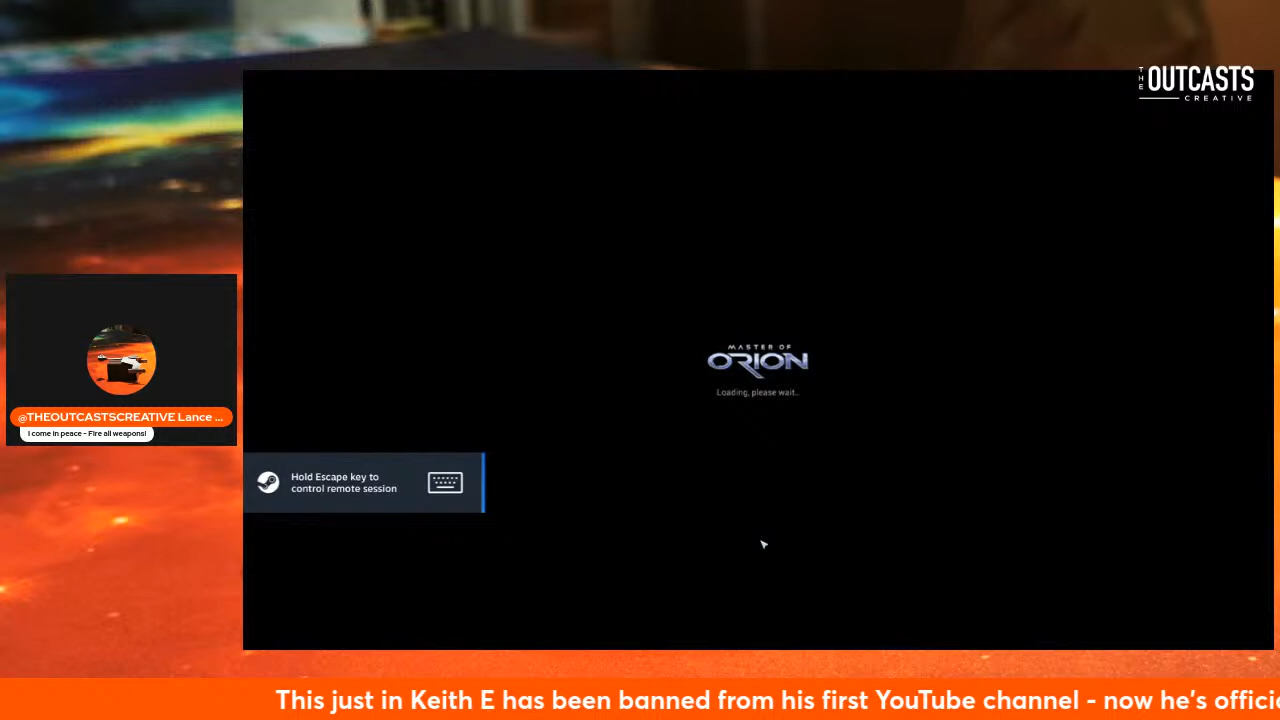 THE OUTCASTS
CREATIVE
MASTER OF
ORION
Loading, please wait..
@THEOUTCASTSCREATIVE Lance ...
I come in peace - Fire all weapons!
Hold Escape key to
control remote session
This just in Keith E has been banned from his first YouTube channel - now he's officia